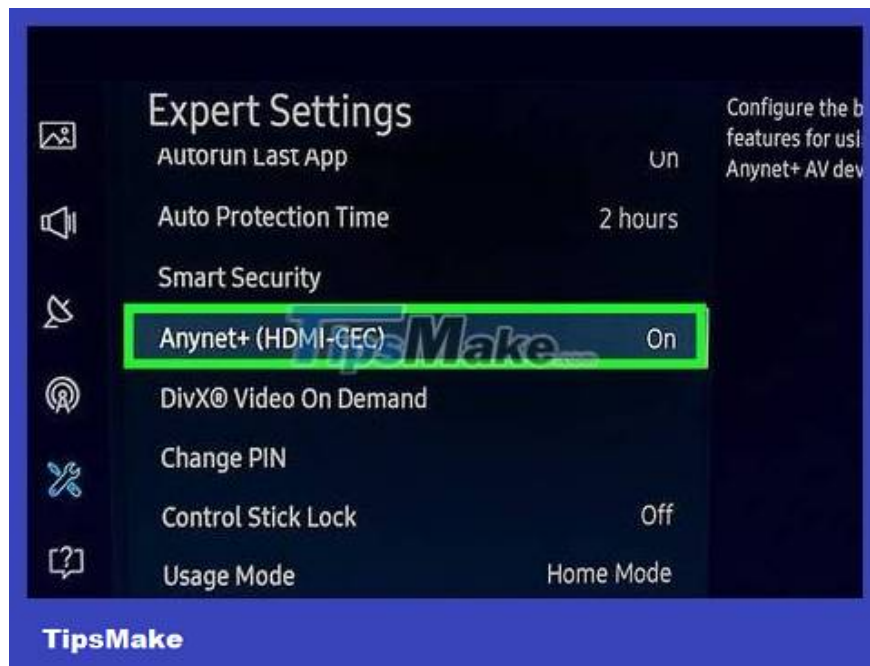 Expert Settings
Autorun Last App On
Configure the b
features for usi
Anynet+ AV dev
Auto Protection Time 2 hours
Smart Security
Anynet+ (HDMI-CEC) On
TipsMake.com
DivX® Video On Demand
Change PIN
Control Stick Lock Off
Usage Mode Home Mode
TipsMake